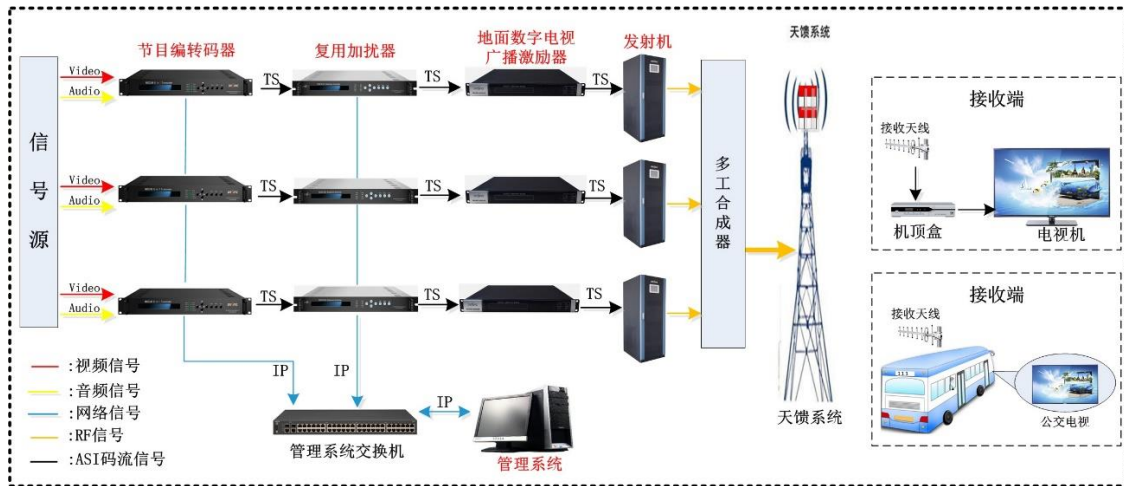 节目编转码器
复用加扰器
地面数字电视
广播激励器
发射机
天馈系统
信号源
Video
Audio
TS
TS
TS
Video
Audio
TS
TS
TS
Video
Audio
TS
TS
TS
多工合成器
天馈系统
接收端
接收天线
机顶盒
电视机
接收端
接收天线
公交电视
:视频信号
:音频信号
:网络信号
:RF信号
:ASI码流信号
IP
IP
IP
管理系统交换机
管理系统